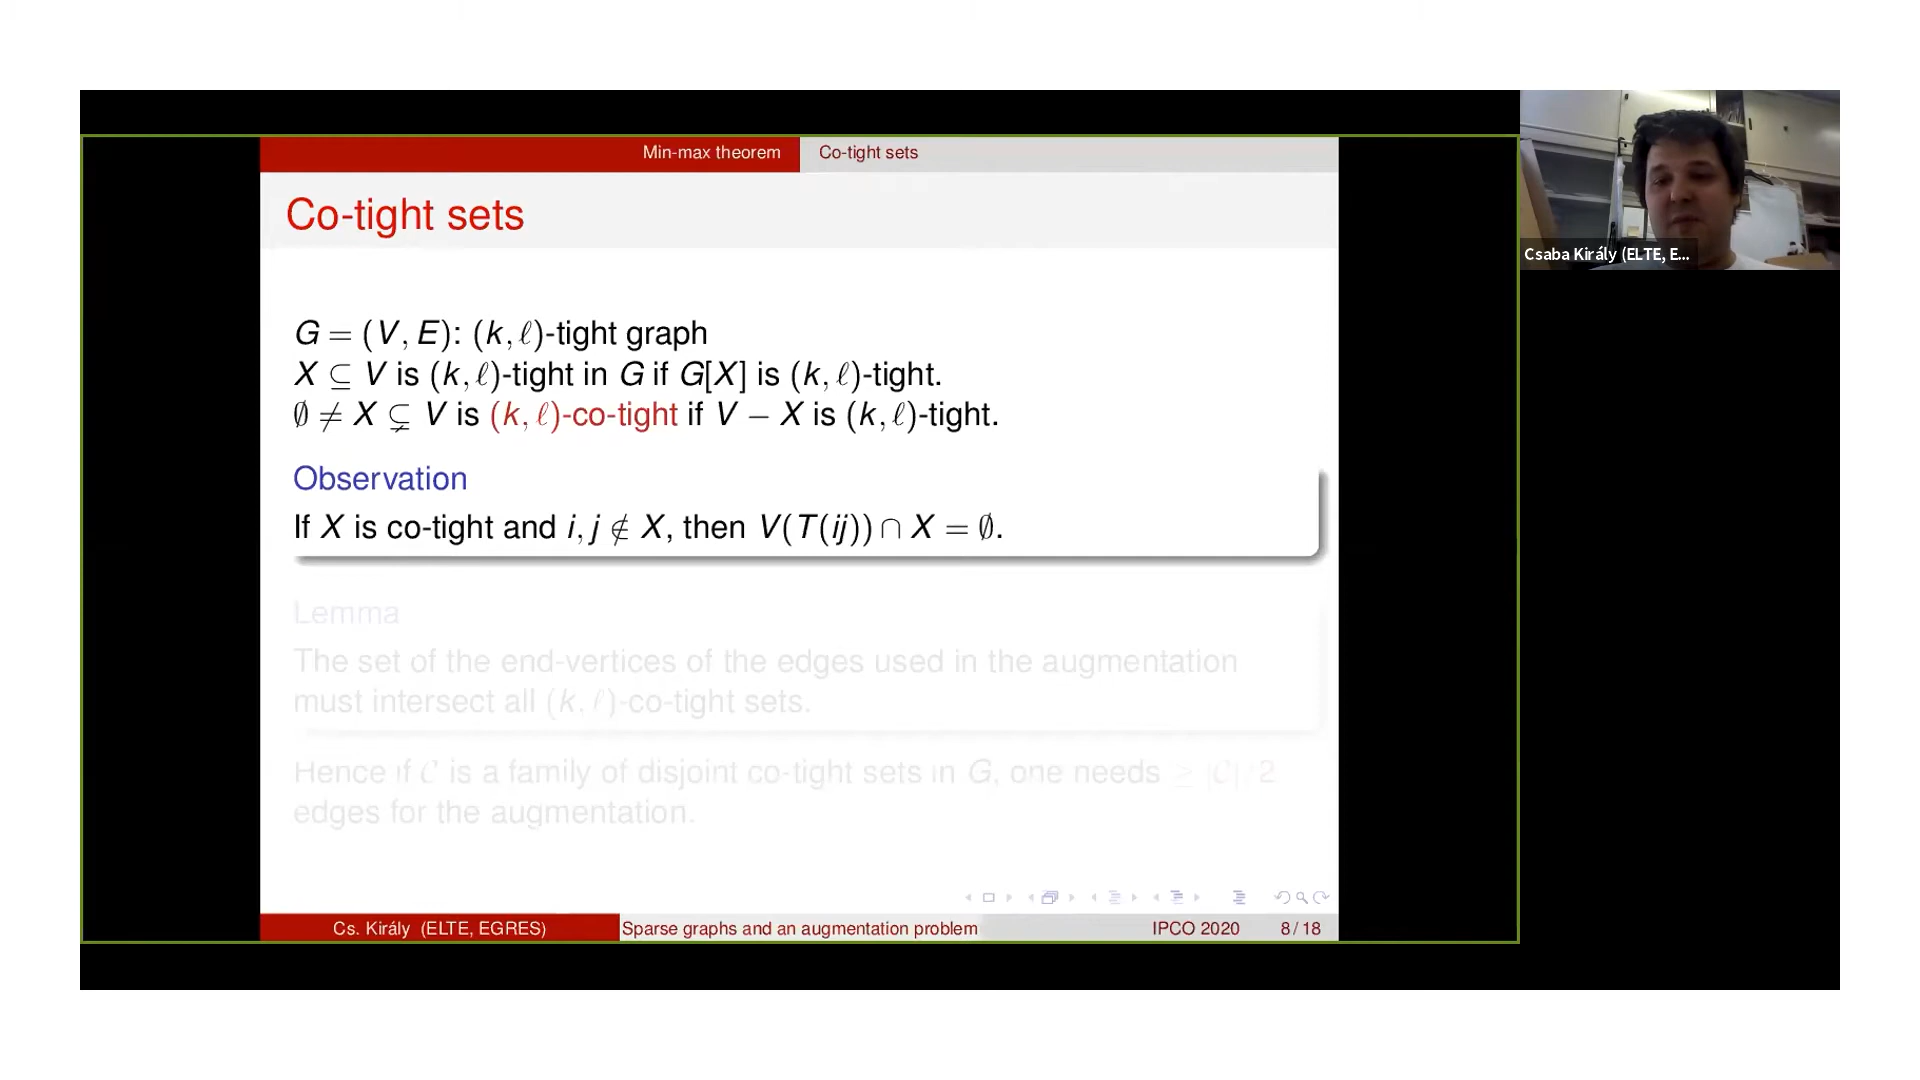 Min-max theorem
Co-tight sets
Co-tight sets
G = (V, E): (k, ℓ)-tight graph
X ⊆ V is (k, ℓ)-tight in G if G[X] is (k, ℓ)-tight.
∅ ≠ X ⊊ V is (k, ℓ)-co-tight if V − X is (k, ℓ)-tight.
Observation
If X is co-tight and i, j ∉ X, then V(T(ij)) ∩ X = ∅.
Lemma
The set of the end-vertices of the edges used in the augmentation
must intersect all (k, ℓ)-co-tight sets.
Hence if 𝒞 is a family of disjoint co-tight sets in G, one needs ≥ |𝒞|/2
edges for the augmentation.
Cs. Király (ELTE, EGRES)
Sparse graphs and an augmentation problem
IPCO 2020
8 / 18
Csaba Király (ELTE, E...